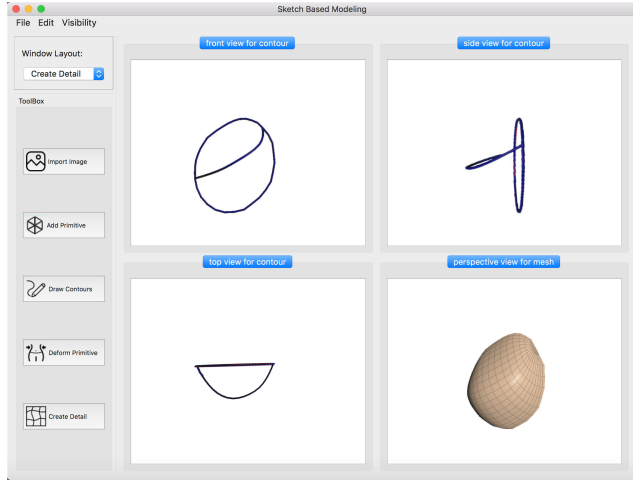 Sketch Based Modeling
File Edit Visibility
Window Layout:
Create Detail
ToolBox
Import Image
Add Primitive
Draw Contours
Deform Primitive
Create Detail
front view for contour
side view for contour
top view for contour
perspective view for mesh